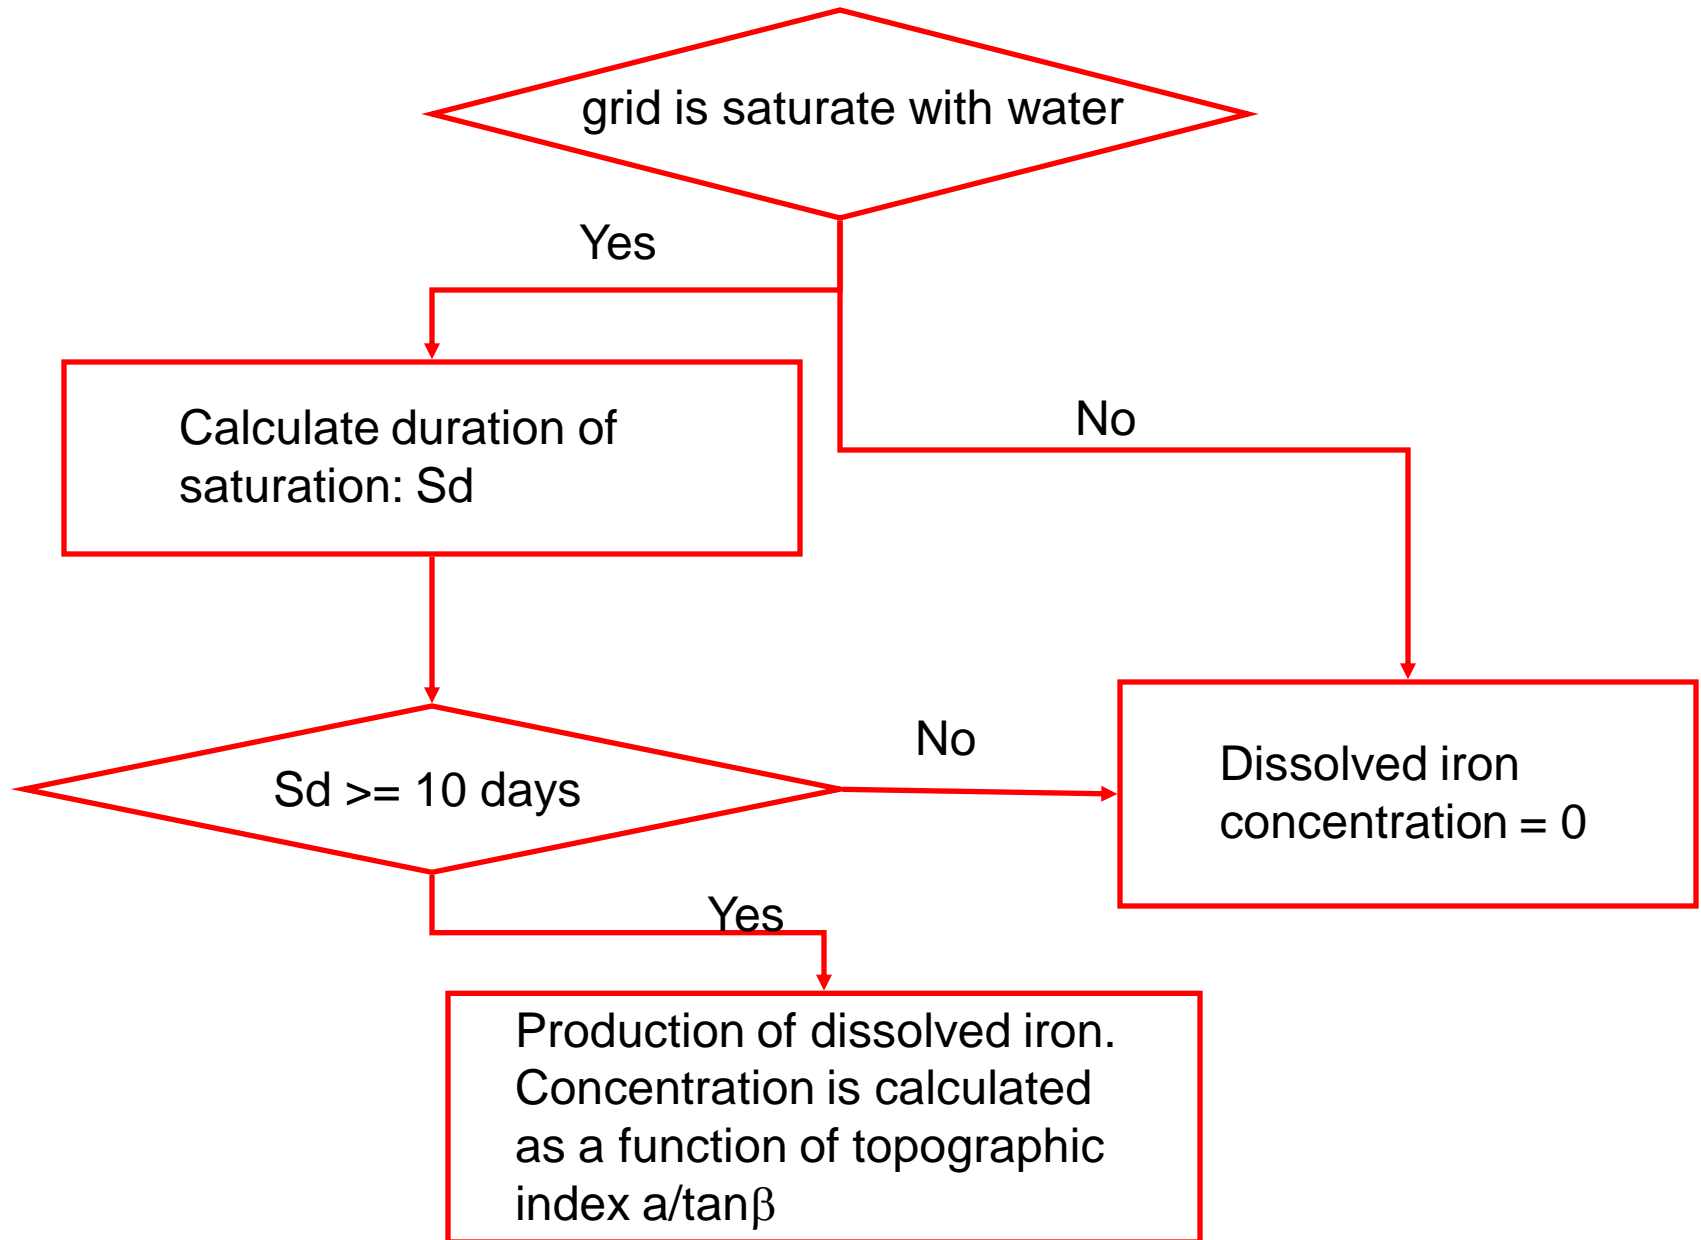 grid is saturate with water
Yes
Calculate duration of
saturation: Sd
No
Sd >= 10 days
No
Dissolved iron
concentration = 0
Yes
Production of dissolved iron.
Concentration is calculated
as a function of topographic
index a/tanβ